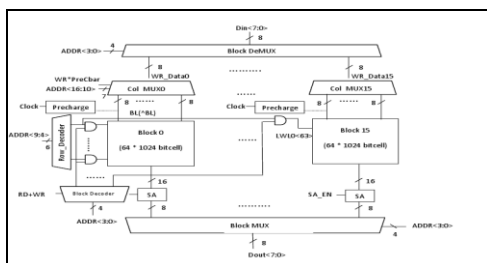 Din<7:0>
8
ADDR<3:0>
4
Block DeMUX
8
WR_Data0
8
WR_Data15
WR*PreCbar
ADDR<16:10>
7
Col MUX0
Col MUX15
Clock
Precharge
8
8
Clock
Precharge
8
8
BL(^BL)
ADDR<9:4>
6
Row_Decoder
Block 0
(64 * 1024 bitcell)
LWL0<63>
Block 15
(64 * 1024 bitcell)
RD+WR
Block Decoder
16
SA
16
SA_EN
SA
4
ADDR<3:0>
8
8
Block MUX
ADDR<3:0>
4
8
Dout<7:0>